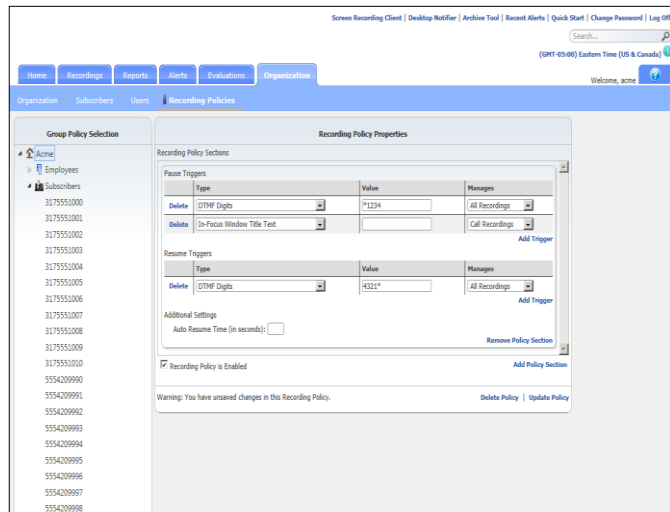 Screen Recording Client | Desktop Notifier | Archive Tool | Recent Alerts | Quick Start | Change Password | Log Off
Search...
(GMT-05:00) Eastern Time (US & Canada)
Home Recordings Reports Alerts Evaluations Organization
Welcome, acme
Organization Subscribers Users Recording Policies
Group Policy Selection
Acme
Employees
Subscribers
3175551000
3175551001
3175551002
3175551003
3175551004
3175551005
3175551006
3175551007
3175551008
3175551009
3175551010
5554209990
5554209991
5554209992
5554209993
5554209994
5554209995
5554209996
5554209997
5554209998
Recording Policy Properties
Recording Policy Sections
Pause Triggers
Type Value Manages
Delete DTMF Digits *1234 All Recordings
Delete In-Focus Window Title Text Call Recordings
Add Trigger
Resume Triggers
Type Value Manages
Delete DTMF Digits 4321* All Recordings
Add Trigger
Additional Settings
Auto Resume Time (in seconds):
Remove Policy Section
Recording Policy is Enabled Add Policy Section
Warning: You have unsaved changes in this Recording Policy. Delete Policy | Update Policy